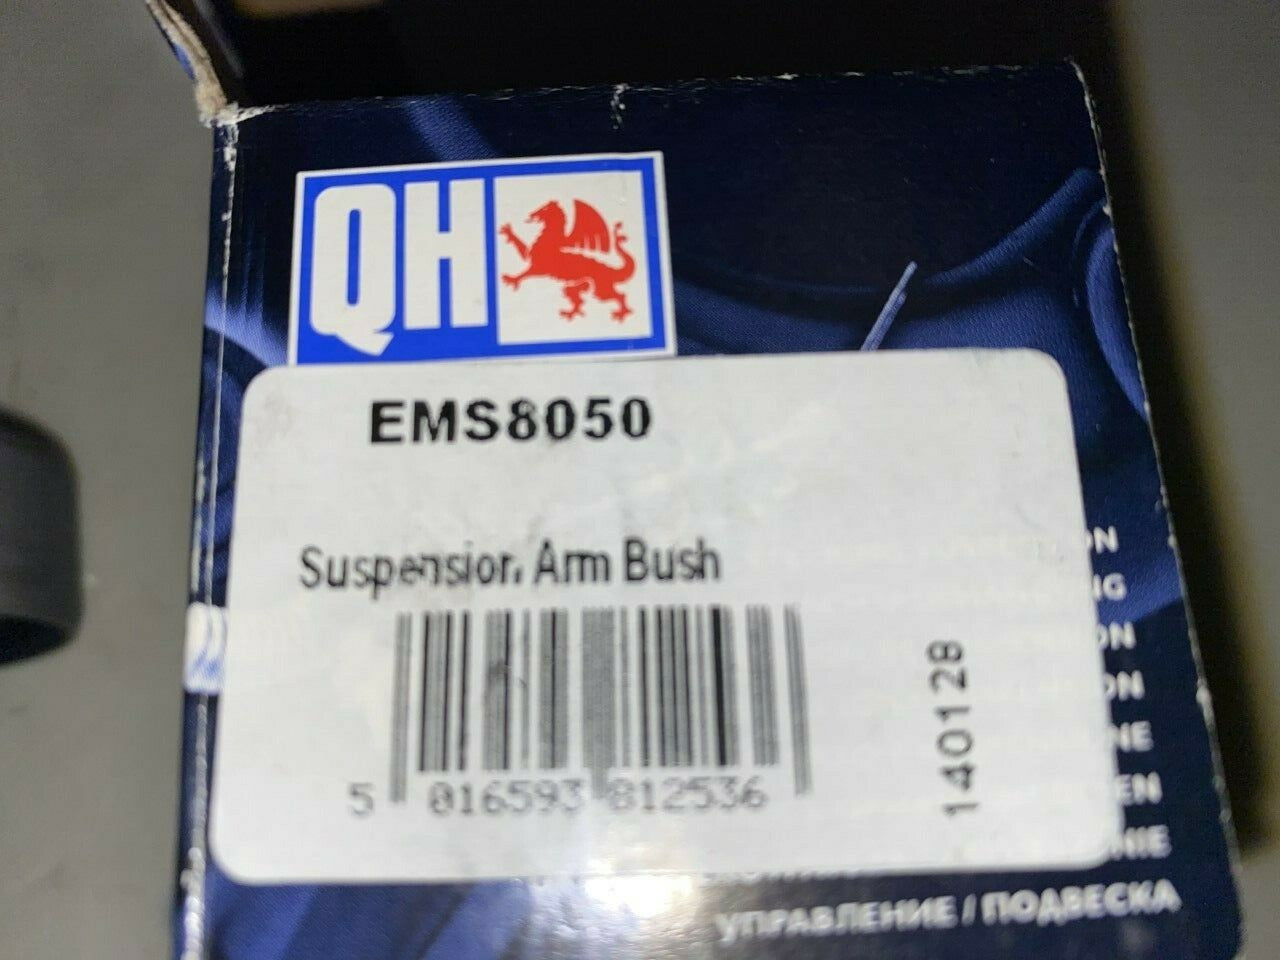 QH
EMS8050
Suspension Arm Bush
5 016593 812536
140128
УПРАВЛЕНИЕ / ПОДВЕСКА